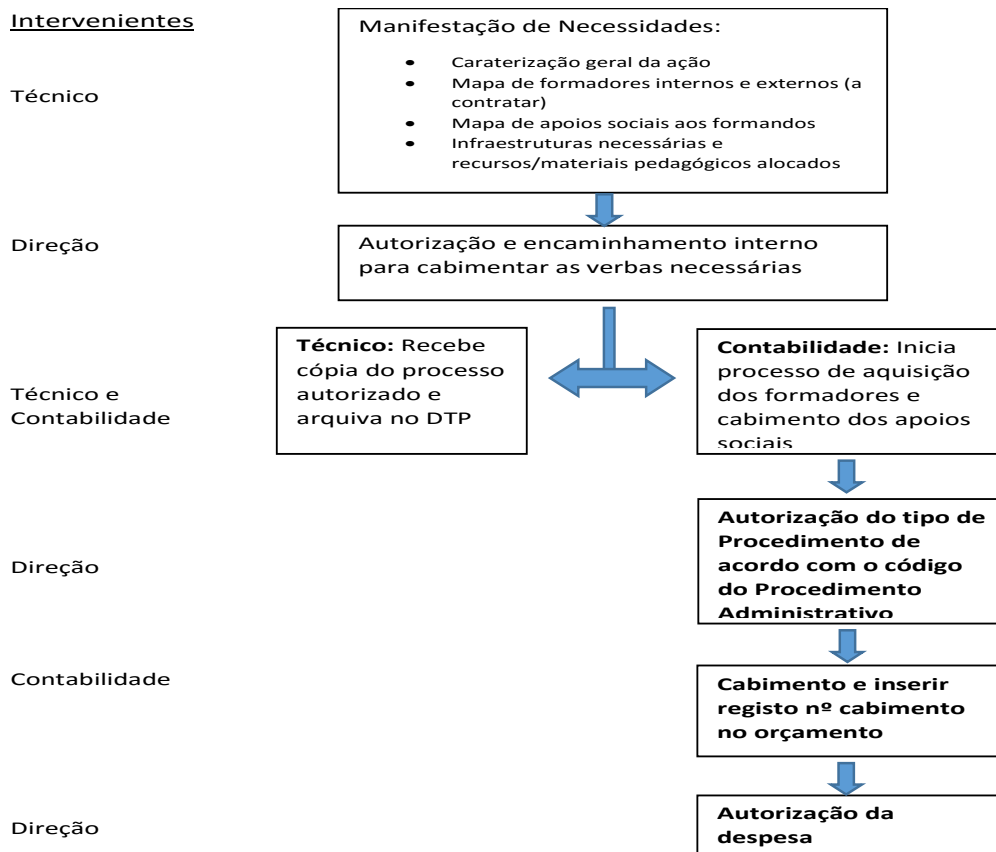 Intervenientes
Manifestação de Necessidades:
• Caraterização geral da ação
Técnico
• Mapa de formadores internos e externos (a
contratar)
• Mapa de apoios sociais aos formandos
• Infraestruturas necessárias e
recursos/materiais pedagógicos alocados
Direção
Autorização e encaminhamento interno
para cabimentar as verbas necessárias
Técnico e
Contabilidade
Técnico: Recebe
cópia do processo
autorizado e
arquiva no DTP
Contabilidade: Inicia
processo de aquisição
dos formadores e
cabimento dos apoios
sociais
Direção
Autorização do tipo de
Procedimento de
acordo com o código
do Procedimento
Administrativo
Contabilidade
Cabimento e inserir
registo nº cabimento
no orçamento
Direção
Autorização da
despesa